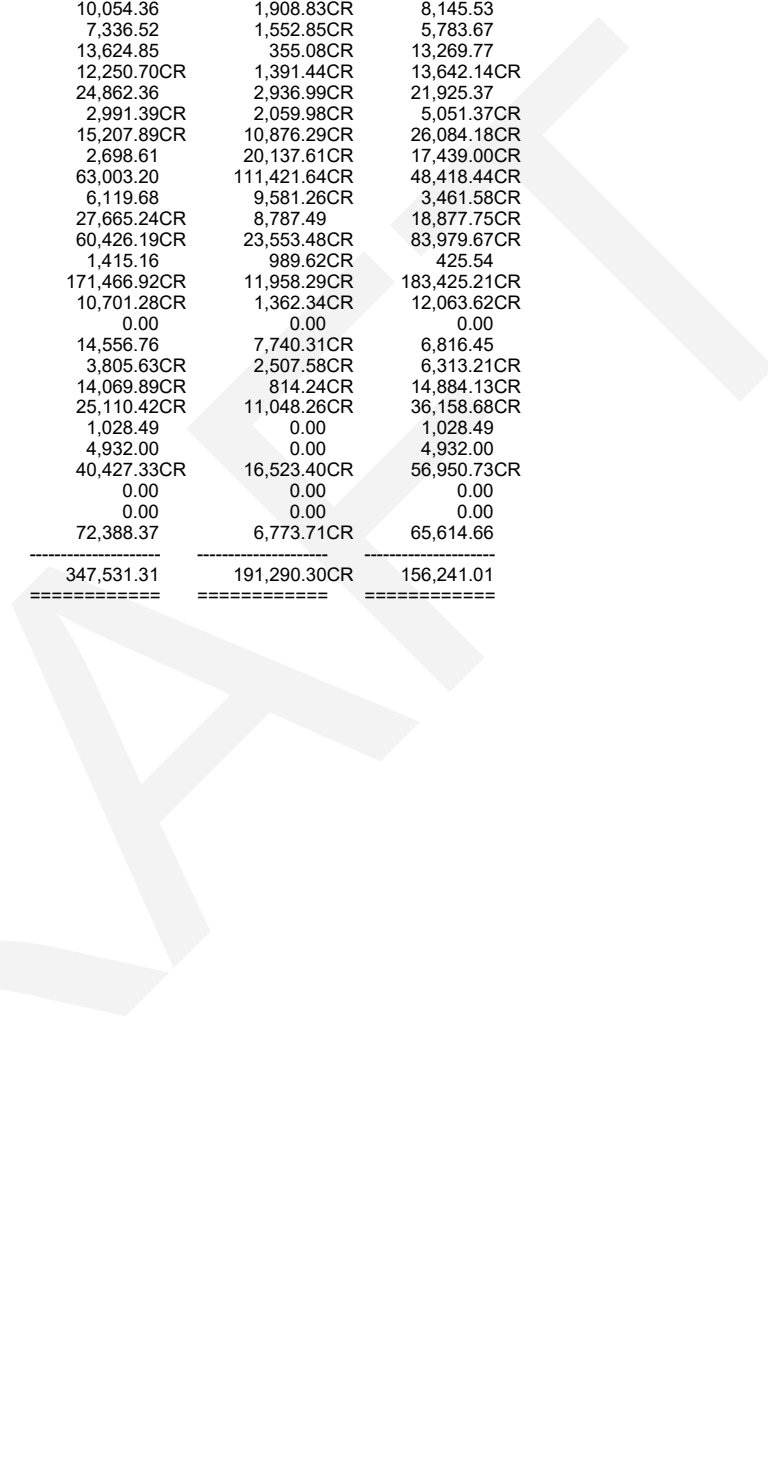 10,054.36 1,908.83CR 8,145.53
7,336.52 1,552.85CR 5,783.67
13,624.85 355.08CR 13,269.77
12,250.70CR 1,391.44CR 13,642.14CR
24,862.36 2,936.99CR 21,925.37
2,991.39CR 2,059.98CR 5,051.37CR
15,207.89CR 10,876.29CR 26,084.18CR
2,698.61 20,137.61CR 17,439.00CR
63,003.20 111,421.64CR 48,418.44CR
6,119.68 9,581.26CR 3,461.58CR
27,665.24CR 8,787.49 18,877.75CR
60,426.19CR 23,553.48CR 83,979.67CR
1,415.16 989.62CR 425.54
171,466.92CR 11,958.29CR 183,425.21CR
10,701.28CR 1,362.34CR 12,063.62CR
0.00 0.00 0.00
14,556.76 7,740.31CR 6,816.45
3,805.63CR 2,507.58CR 6,313.21CR
14,069.89CR 814.24CR 14,884.13CR
25,110.42CR 11,048.26CR 36,158.68CR
1,028.49 0.00 1,028.49
4,932.00 0.00 4,932.00
40,427.33CR 16,523.40CR 56,950.73CR
0.00 0.00 0.00
0.00 0.00 0.00
72,388.37 6,773.71CR 65,614.66
--------------------- --------------------- ---------------------
347,531.31 191,290.30CR 156,241.01
============ ============ ============
AFT